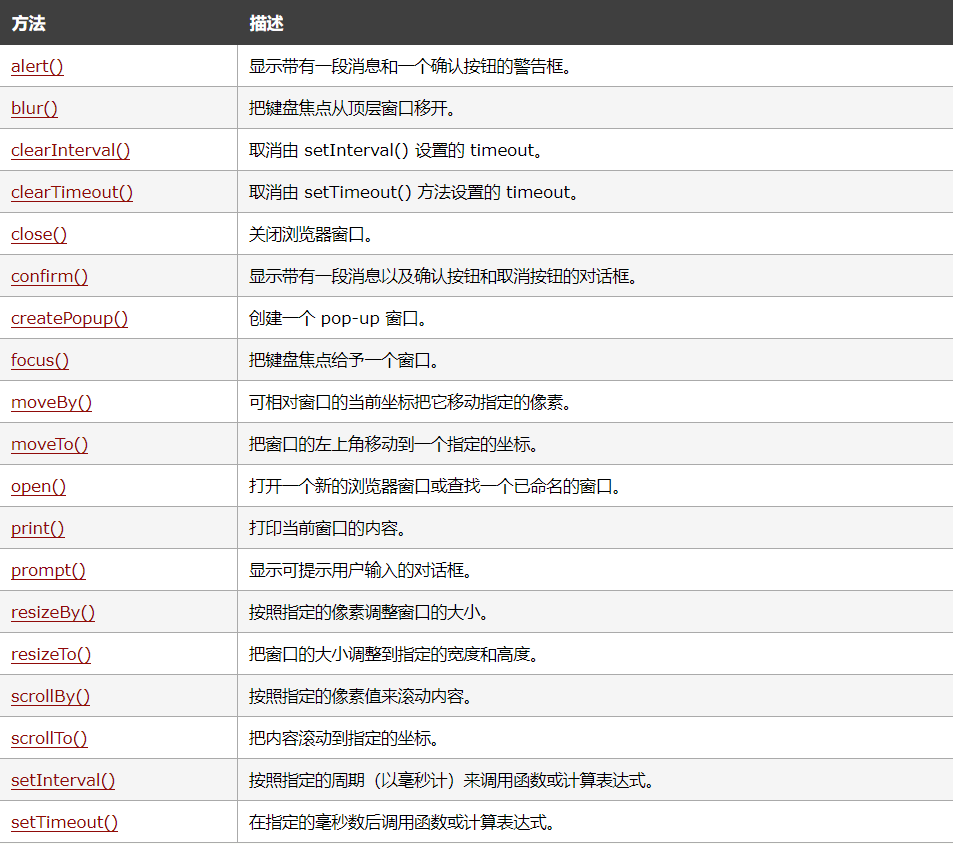 方法 描述
alert() 显示带有一段消息和一个确认按钮的警告框。
blur() 把键盘焦点从顶层窗口移开。
clearInterval() 取消由 setInterval() 设置的 timeout。
clearTimeout() 取消由 setTimeout() 方法设置的 timeout。
close() 关闭浏览器窗口。
confirm() 显示带有一段消息以及确认按钮和取消按钮的对话框。
createPopup() 创建一个 pop-up 窗口。
focus() 把键盘焦点给予一个窗口。
moveBy() 可相对窗口的当前坐标把它移动指定的像素。
moveTo() 把窗口的左上角移动到一个指定的坐标。
open() 打开一个新的浏览器窗口或查找一个已命名的窗口。
print() 打印当前窗口的内容。
prompt() 显示可提示用户输入的对话框。
resizeBy() 按照指定的像素调整窗口的大小。
resizeTo() 把窗口的大小调整到指定的宽度和高度。
scrollBy() 按照指定的像素值来滚动内容。
scrollTo() 把内容滚动到指定的坐标。
setInterval() 按照指定的周期（以毫秒计）来调用函数或计算表达式。
setTimeout() 在指定的毫秒数后调用函数或计算表达式。